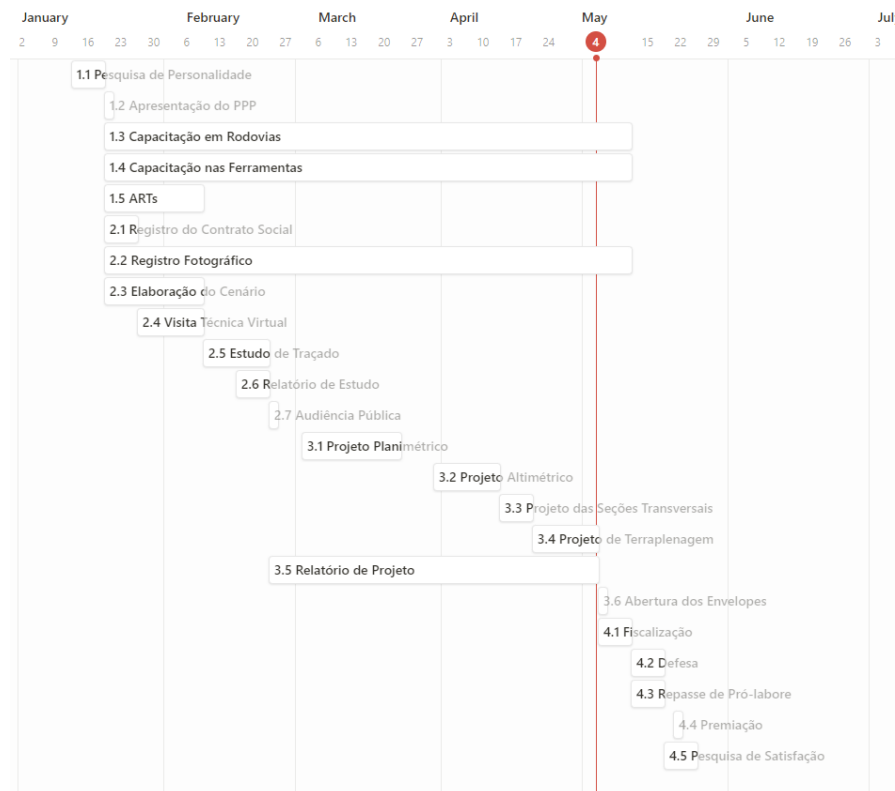 January February March April May June Jul
2 9 16 23 30 6 13 20 27 6 13 20 27 3 10 17 24 4 15 22 29 5 12 19 26 3
1.1 Pesquisa de Personalidade
1.2 Apresentação do PPP
1.3 Capacitação em Rodovias
1.4 Capacitação nas Ferramentas
1.5 ARTs
2.1 Registro do Contrato Social
2.2 Registro Fotográfico
2.3 Elaboração do Cenário
2.4 Visita Técnica Virtual
2.5 Estudo de Traçado
2.6 Relatório de Estudo
2.7 Audiência Pública
3.1 Projeto Planimétrico
3.2 Projeto Altimétrico
3.3 Projeto das Seções Transversais
3.4 Projeto de Terraplenagem
3.5 Relatório de Projeto
3.6 Abertura dos Envelopes
4.1 Fiscalização
4.2 Defesa
4.3 Repasse de Pró-labore
4.4 Premiação
4.5 Pesquisa de Satisfação